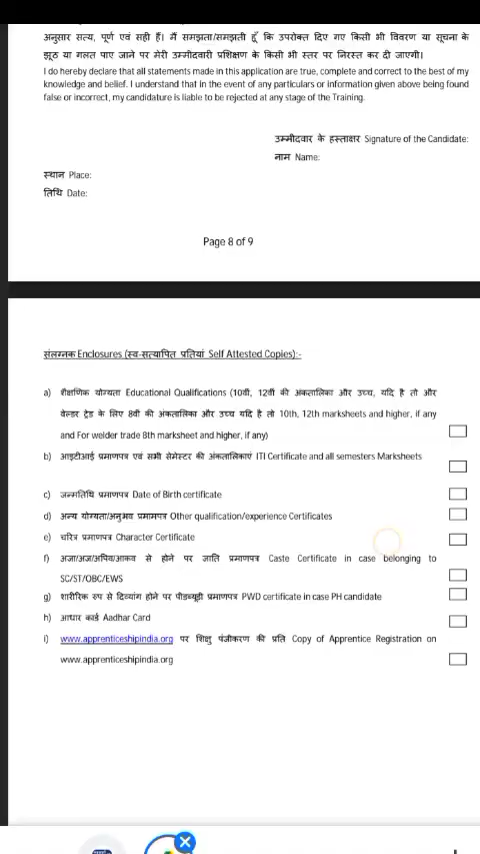 अनुसार सत्य, पूर्ण एवं सही हैं। मैं समझता/समझती हूँ कि उपरोक्त दिए गए किसी भी विवरण या सूचना के
झूठ या गलत पाए जाने पर मेरी उम्मीदवारी प्रशिक्षण के किसी भी स्तर पर निरस्त कर दी जाएगी।
I do hereby declare that all statements made in this application are true, complete and correct to the best of my
knowledge and belief. I understand that in the event of any particulars or information given above being found
false or incorrect, my candidature is liable to be rejected at any stage of the Training.
उम्मीदवार के हस्ताक्षर Signature of the Candidate:
नाम Name:
स्थान Place:
तिथि Date:
Page 8 of 9
संलग्नक Enclosures (स्व-सत्यापित प्रतियां Self Attested Copies):-
a) शैक्षणिक योग्यता Educational Qualifications (10वी, 12वीं की अंकतालिका और उच्च, यदि है तो और
वेल्डर ट्रेड के लिए 8वीं की अंकतालिका और उच्च यदि है तो 10th, 12th marksheets and higher, if any
and For welder trade 8th marksheet and higher, if any)
b) आइटीआई प्रमाणपत्र एवं सभी सेमेस्टर की अंकतालिकाएं ITI Certificate and all semesters Marksheets
c) जन्मतिथि प्रमाणपत्र Date of Birth certificate
d) अन्य योग्यता/अनुभव प्रमामपत्र Other qualification/experience Certificates
e) चरित्र प्रमाणपत्र Character Certificate
f) अजा/अज/अपिव/आकव से होने पर जाति प्रमाणपत्र Caste Certificate in case belonging to
SC/ST/OBC/EWS
g) शारीरिक रुप से दिव्यांग होने पर पीडब्यूडी प्रमाणपत्र PWD certificate in case PH candidate
h) आधार कार्ड Aadhar Card
i) www.apprenticeshipindia.org पर शिक्षु पंजीकरण की प्रति Copy of Apprentice Registration on
www.apprenticeshipindia.org